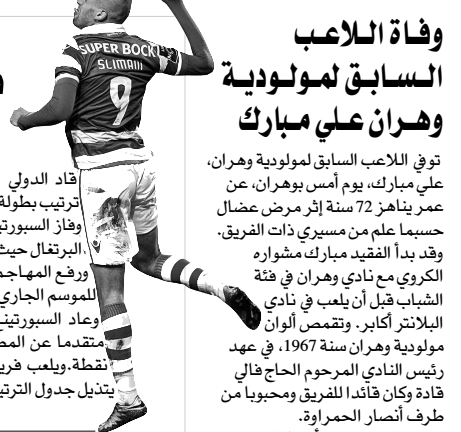 وفاة اللاعب
السابق لمولودية
وهران علي مبارك
توفي اللاعب السابق لمولودية وهران،
علي مبارك، يوم أمس بوهران، عن
عمر يناهز 72 سنة إثر مرض عضال
حسبما علم من مسيري ذات الفريق.
وقد بدأ الفقيد مبارك مشواره
الكروي مع نادي وهران في فئة
الشباب قبل أن يلعب في نادي
البلانتر أكابر. وتقمص ألوان
مولودية وهران سنة 1967، في عهد
رئيس النادي المرحوم الحاج فالي
قادة وكان قائدا للفريق ومحبوبا من
طرف أنصار الحمراوة.
SUPER BOCK
SLIMANI
9
قاد الدولي
ترتيب بطولة
وفاز السبورتي
البرتغال حيث
ورفع المهاجم
للموسم الجاري
وعاد السبورتينغ
متقدما عن
نقطة.ويلعب
يتذيل جدول